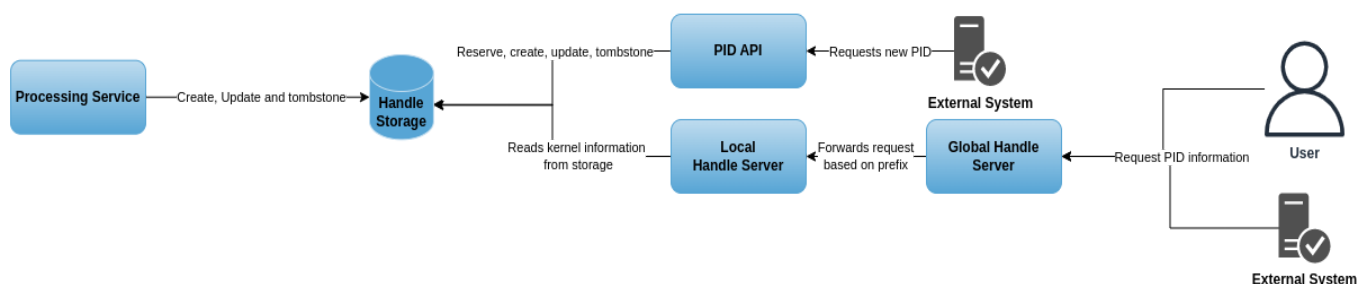 Processing Service
Create, Update and tombstone
Handle
Storage
Reserve, create, update, tombstone
PID API
Requests new PID
External System
Reads kernel information
from storage
Local
Handle Server
Forwards request
based on prefix
Global Handle
Server
Request PID information
User
External System